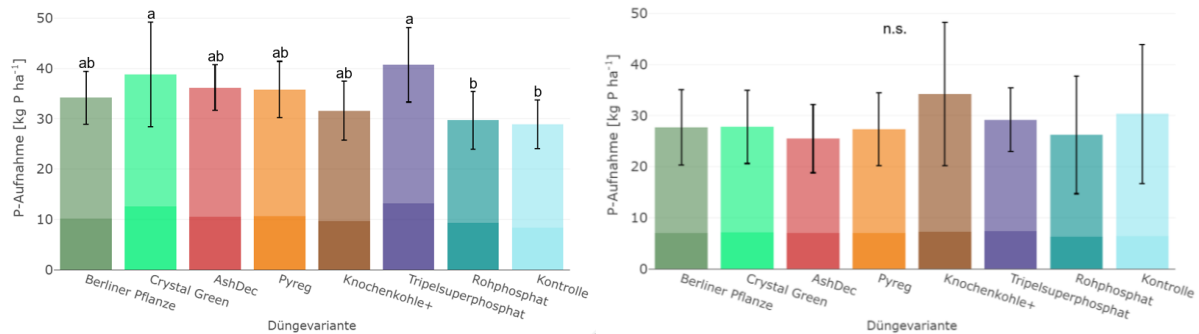 50
40
30
20
10
0
P-Aufnahme [kg P ha⁻¹]
ab
a
ab
ab
ab
a
b
b
Berliner Pflanze
Crystal Green
AshDec
Pyreg
Knochenkohle+
Tripelsuperphosphat
Rohphosphat
Kontrolle
Düngevariante
50
40
30
20
10
0
P-Aufnahme [kg P ha⁻¹]
n.s.
Berliner Pflanze
Crystal Green
AshDec
Pyreg
Knochenkohle+
Tripelsuperphosphat
Rohphosphat
Kontrolle
Düngevariante